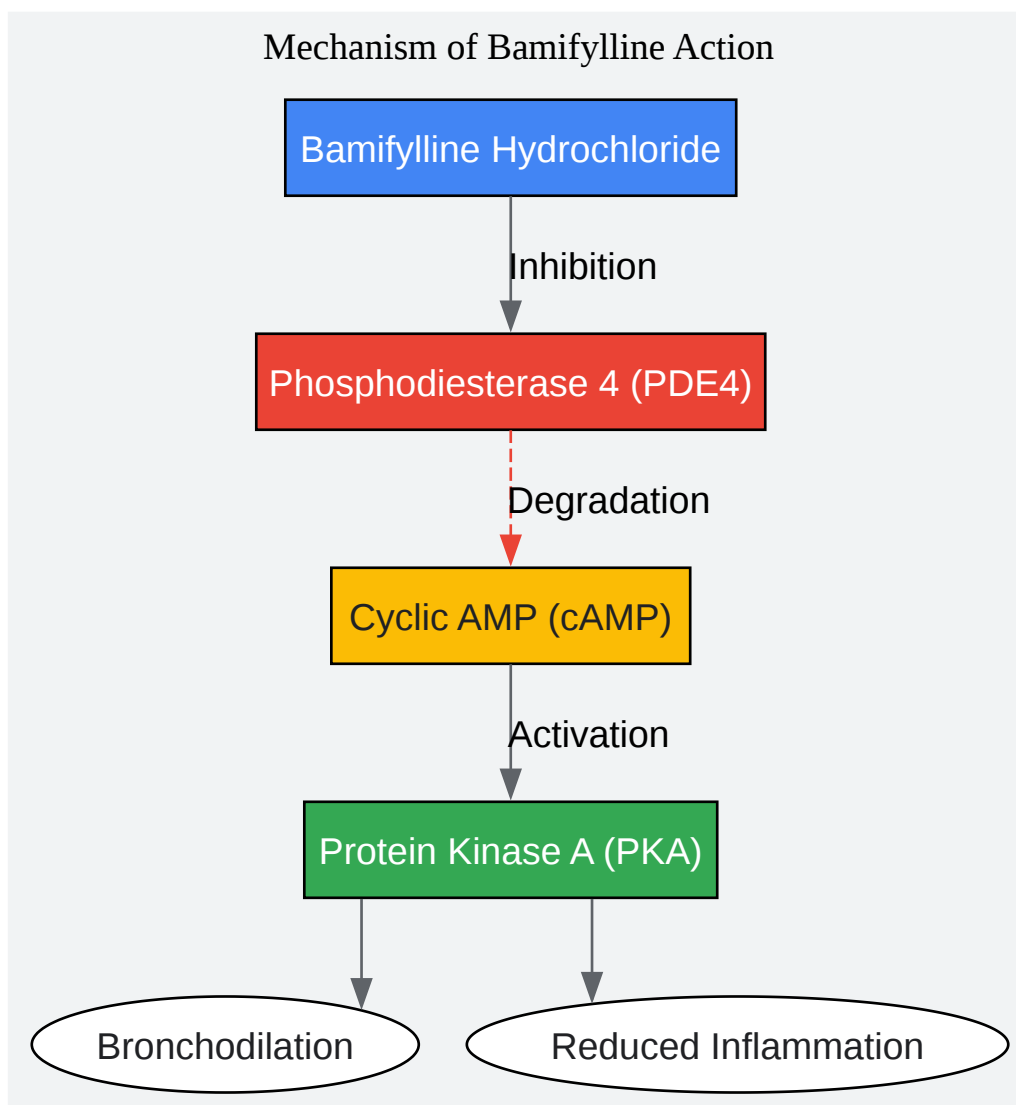 Mechanism of Bamifylline Action
Bamifylline Hydrochloride
Inhibition
Phosphodiesterase 4 (PDE4)
Degradation
Cyclic AMP (cAMP)
Activation
Protein Kinase A (PKA)
Bronchodilation
Reduced Inflammation